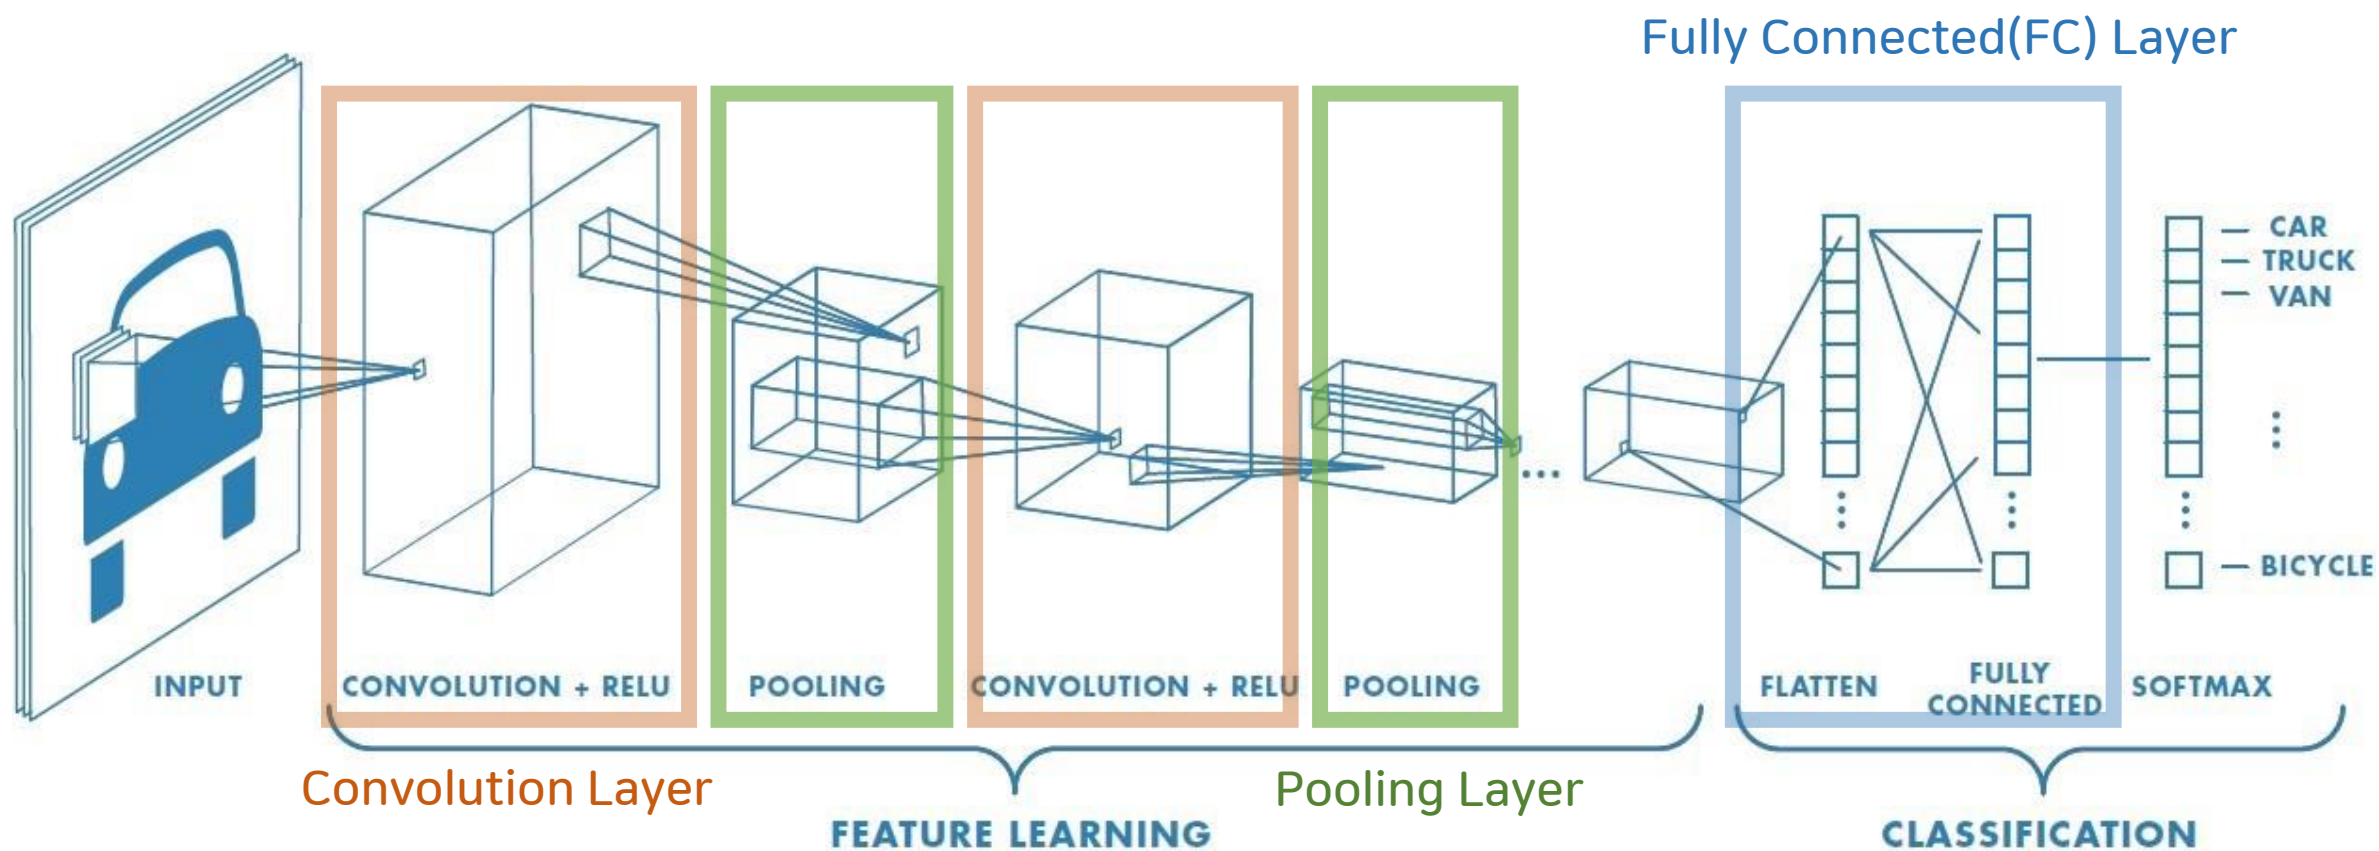 Fully Connected(FC) Layer
CAR
TRUCK
VAN
BICYCLE
INPUT
CONVOLUTION + RELU
POOLING
CONVOLUTION + RELU
POOLING
FLATTEN
FULLY
CONNECTED
SOFTMAX
Convolution Layer
Pooling Layer
FEATURE LEARNING
CLASSIFICATION